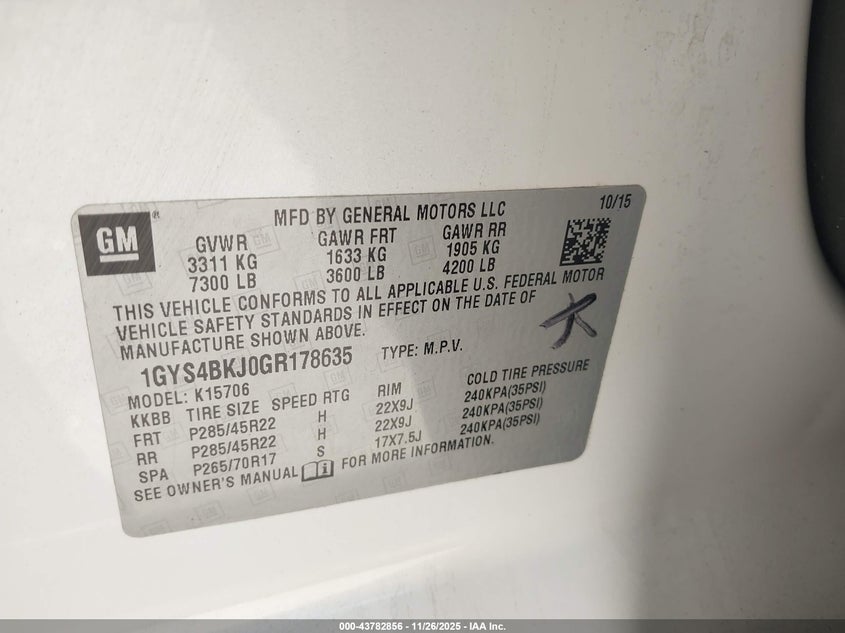 GM ®
MFD BY GENERAL MOTORS LLC 10/15
GVWR GAWR FRT GAWR RR
3311 KG 1633 KG 1905 KG
7300 LB 3600 LB 4200 LB
THIS VEHICLE CONFORMS TO ALL APPLICABLE U.S. FEDERAL MOTOR
VEHICLE SAFETY STANDARDS IN EFFECT ON THE DATE OF
MANUFACTURE SHOWN ABOVE.
1GYS4BKJ0GR178635 TYPE: M.P.V.
MODEL: K15706
KKBB TIRE SIZE SPEED RTG RIM COLD TIRE PRESSURE
FRT P285/45R22 H 22X9J 240KPA(35PSI)
RR P285/45R22 H 22X9J 240KPA(35PSI)
SPA P265/70R17 S 17X7.5J 240KPA(35PSI)
SEE OWNER'S MANUAL FOR MORE INFORMATION.
000-43782856 - 11/26/2025 - IAA Inc.